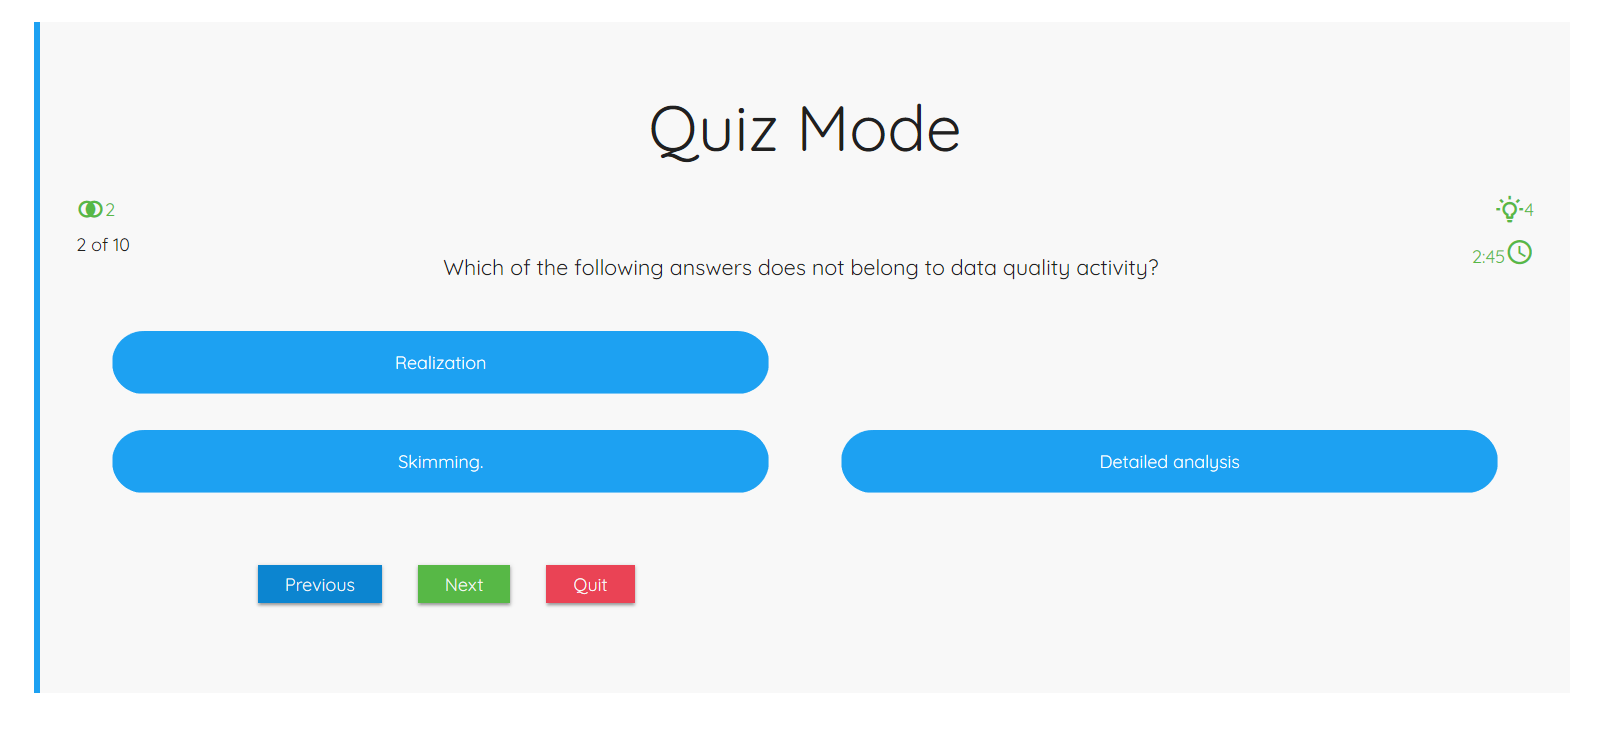 Quiz Mode
2
4
2 of 10
2:45
Which of the following answers does not belong to data quality activity?
Realization
Skimming.
Detailed analysis
Previous
Next
Quit